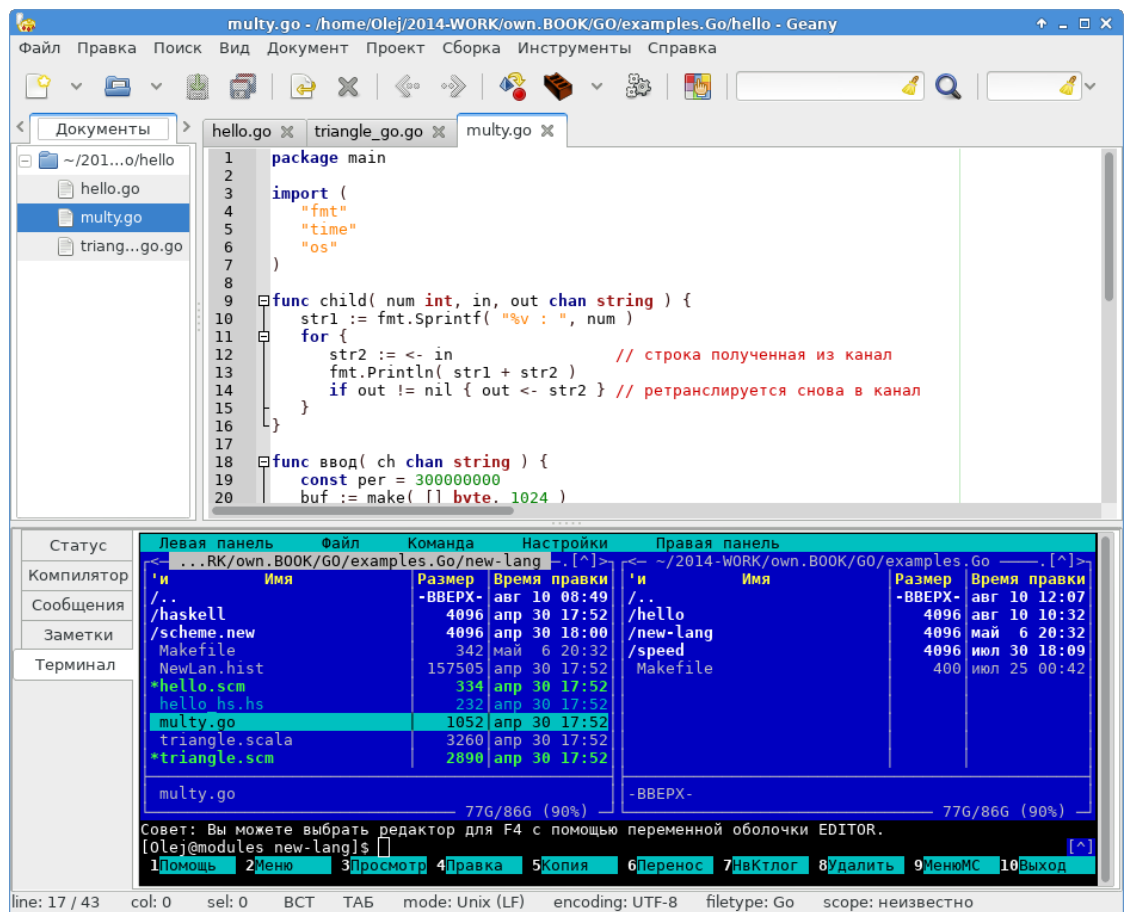 multy.go - /home/Olej/2014-WORK/own.BOOK/GO/examples.Go/hello - Geany
Файл Правка Поиск Вид Документ Проект Сборка Инструменты Справка
Документы
~/201...o/hello
hello.go
multy.go
triang...go.go
hello.go triangle_go.go multy.go
1 package main
2
3 import (
4 "fmt"
5 "time"
6 "os"
7 )
8
9 func child( num int, in, out chan string ) {
10 str1 := fmt.Sprintf( "%v : ", num )
11 for {
12 str2 := <- in // строка полученная из канал
13 fmt.Println( str1 + str2 )
14 if out != nil { out <- str2 } // ретранслируется снова в канал
15 }
16 }
17
18 func ввод( ch chan string ) {
19 const per = 300000000
20 buf := make( [] byte, 1024 )
Статус
Компилятор
Сообщения
Заметки
Терминал
Левая панель Файл Команда Настройки Правая панель
<— ...RK/own.BOOK/GO/examples.Go/new-lang —.[^]>
'и Имя Размер Время правки
/.. -ВВЕРХ- авг 10 08:49
/haskell 4096 апр 30 17:52
/scheme.new 4096 апр 30 18:00
Makefile 342 май 6 20:32
NewLan.hist 157505 апр 30 17:52
*hello.scm 334 апр 30 17:52
hello_hs.hs 232 апр 30 17:52
multy.go 1052 апр 30 17:52
triangle.scala 3260 апр 30 17:52
*triangle.scm 2890 апр 30 17:52
multy.go
77G/86G (90%)
<— ~/2014-WORK/own.BOOK/GO/examples.Go —.[^]>
'и Имя Размер Время правки
/.. -ВВЕРХ- авг 10 12:07
/hello 4096 авг 10 10:32
/new-lang 4096 май 6 20:32
/speed 4096 июл 30 18:09
Makefile 400 июл 25 00:42
-ВВЕРХ-
77G/86G (90%)
Совет: Вы можете выбрать редактор для F4 с помощью переменной оболочки EDITOR.
[Olej@modules new-lang]$ [^]
1Помощь 2Меню 3Просмотр 4Правка 5Копия 6Перенос 7НвКтлог 8Удалить 9МенюMC 10Выход
line: 17 / 43 col: 0 sel: 0 ВСТ ТАБ mode: Unix (LF) encoding: UTF-8 filetype: Go scope: неизвестно